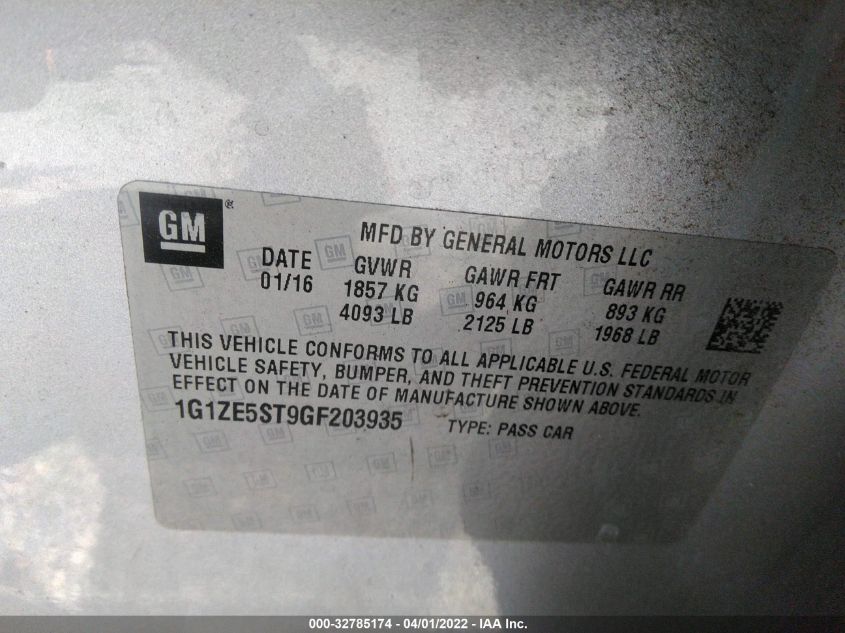 GM ®
MFD BY GENERAL MOTORS LLC
DATE GVWR GAWR FRT GAWR RR
01/16 1857 KG 964 KG 893 KG
4093 LB 2125 LB 1968 LB
THIS VEHICLE CONFORMS TO ALL APPLICABLE U.S. FEDERAL MOTOR
VEHICLE SAFETY, BUMPER, AND THEFT PREVENTION STANDARDS IN
EFFECT ON THE DATE OF MANUFACTURE SHOWN ABOVE.
1G1ZE5ST9GF203935 TYPE: PASS CAR
000-32785174 - 04/01/2022 - IAA Inc.